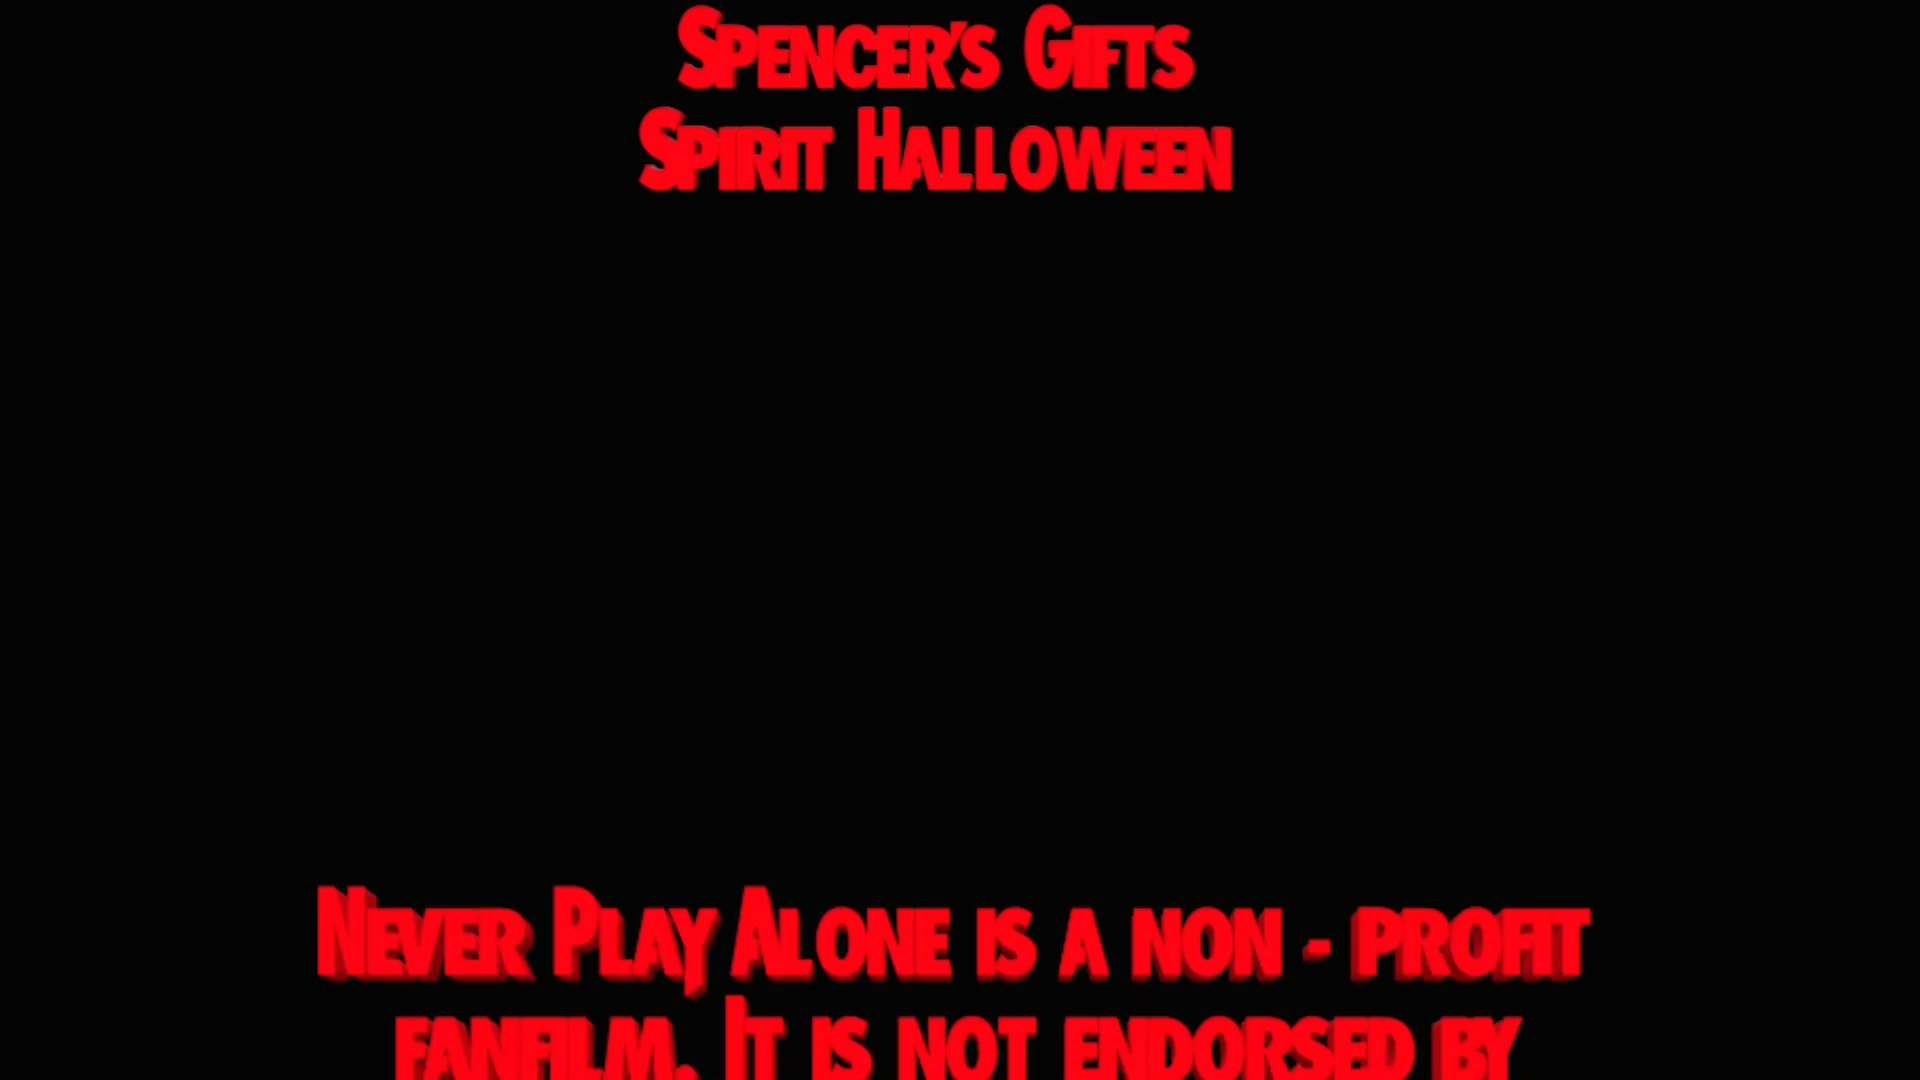 Spencer's Gifts
Spirit Halloween
Never Play Alone is a non - profit
fanfilm. It is not endorsed by